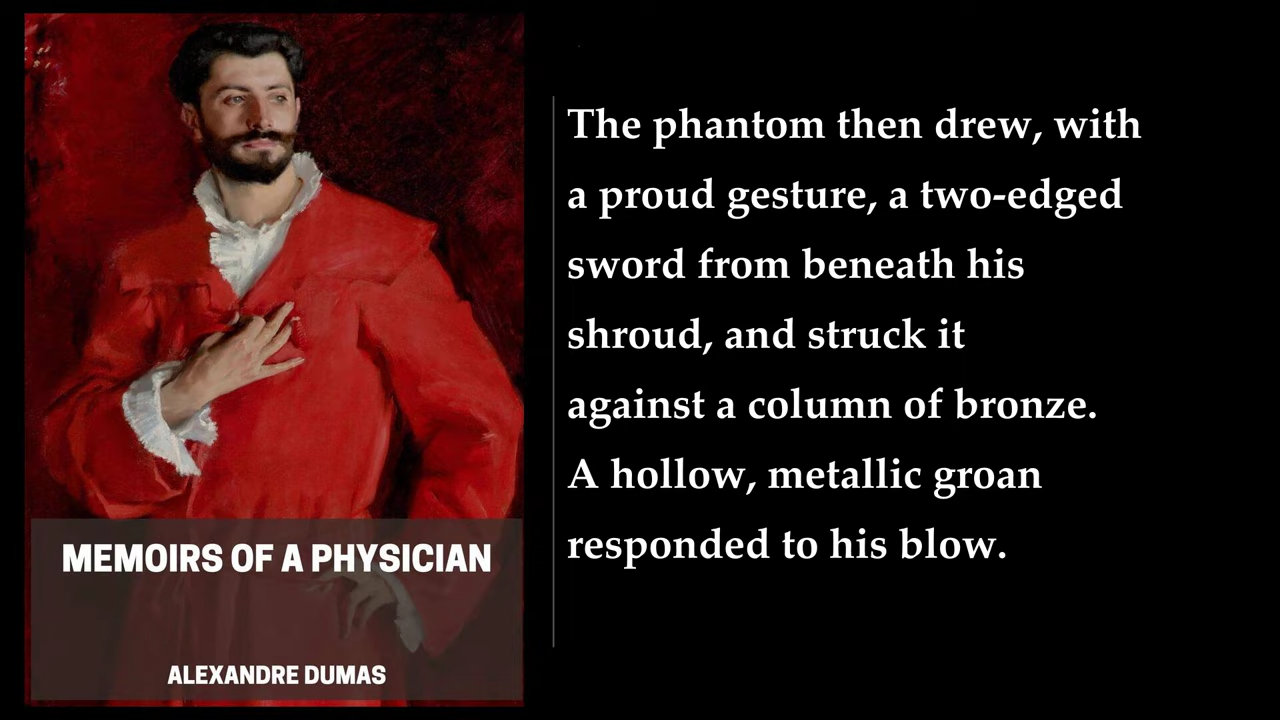 MEMOIRS OF A PHYSICIAN
ALEXANDRE DUMAS
The phantom then drew, with
a proud gesture, a two-edged
sword from beneath his
shroud, and struck it
against a column of bronze.
A hollow, metallic groan
responded to his blow.